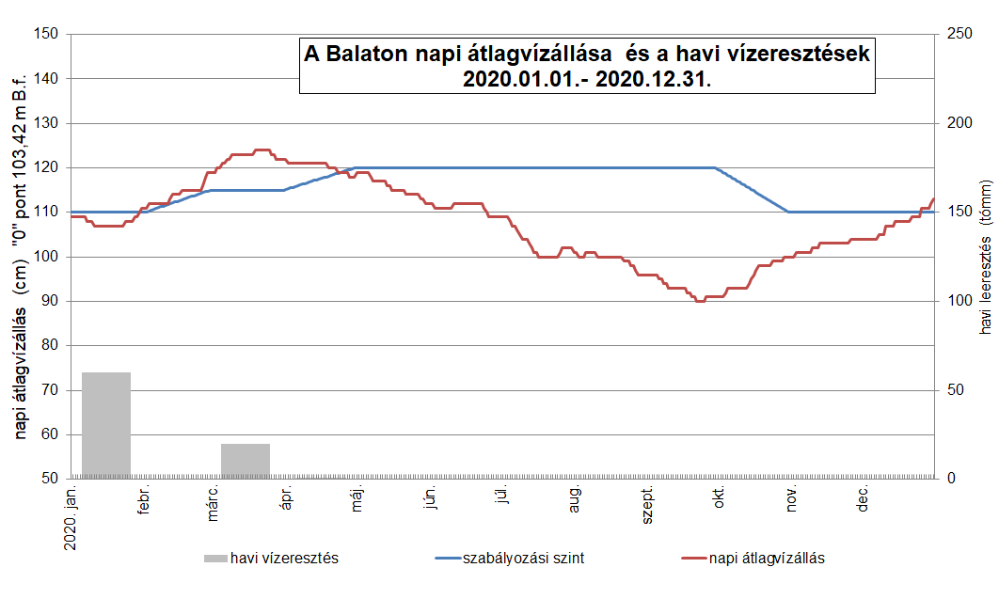 A Balaton napi átlagvízállása  és a havi vízeresztések
2020.01.01.- 2020.12.31.
napi átlagvízállás   (cm)   "0" pont 103,42 m B.f.
150
140
130
120
110
100
90
80
70
60
50
250
200
150
100
50
0
havi leeresztés  (tómm)
2020. jan.
febr.
márc.
ápr.
máj.
jún.
júl.
aug.
szept.
okt.
nov.
dec.
havi vízeresztés
szabályozási szint
napi átlagvízállás